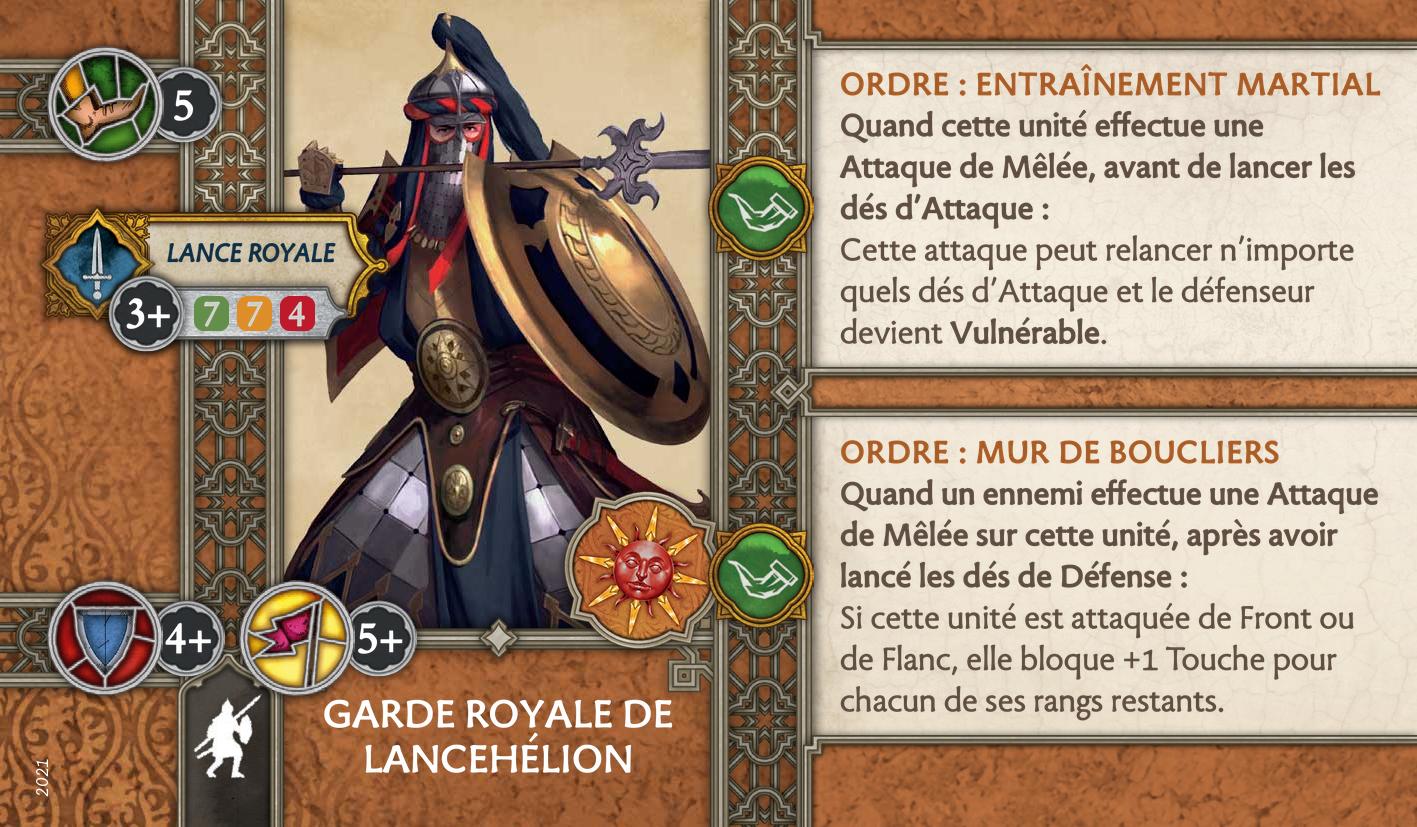 5
LANCE ROYALE
3+ 7 7 4
4+ 5+
GARDE ROYALE DE
LANCEHÉLION
2021
ORDRE : ENTRAÎNEMENT MARTIAL
Quand cette unité effectue une
Attaque de Mêlée, avant de lancer les
dés d’Attaque :
Cette attaque peut relancer n’importe
quels dés d’Attaque et le défenseur
devient Vulnérable.
ORDRE : MUR DE BOUCLIERS
Quand un ennemi effectue une Attaque
de Mêlée sur cette unité, après avoir
lancé les dés de Défense :
Si cette unité est attaquée de Front ou
de Flanc, elle bloque +1 Touche pour
chacun de ses rangs restants.